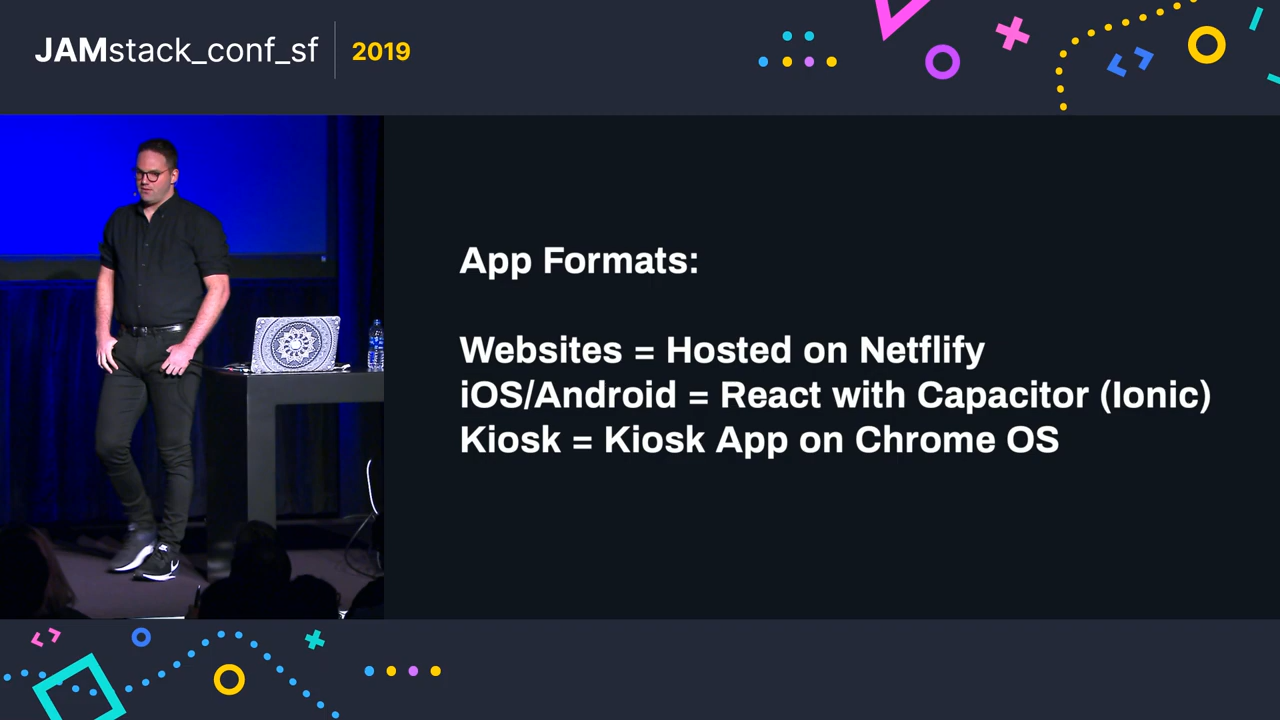 JAMstack_conf_sf 2019
App Formats:
Websites = Hosted on Netflify
iOS/Android = React with Capacitor (Ionic)
Kiosk = Kiosk App on Chrome OS